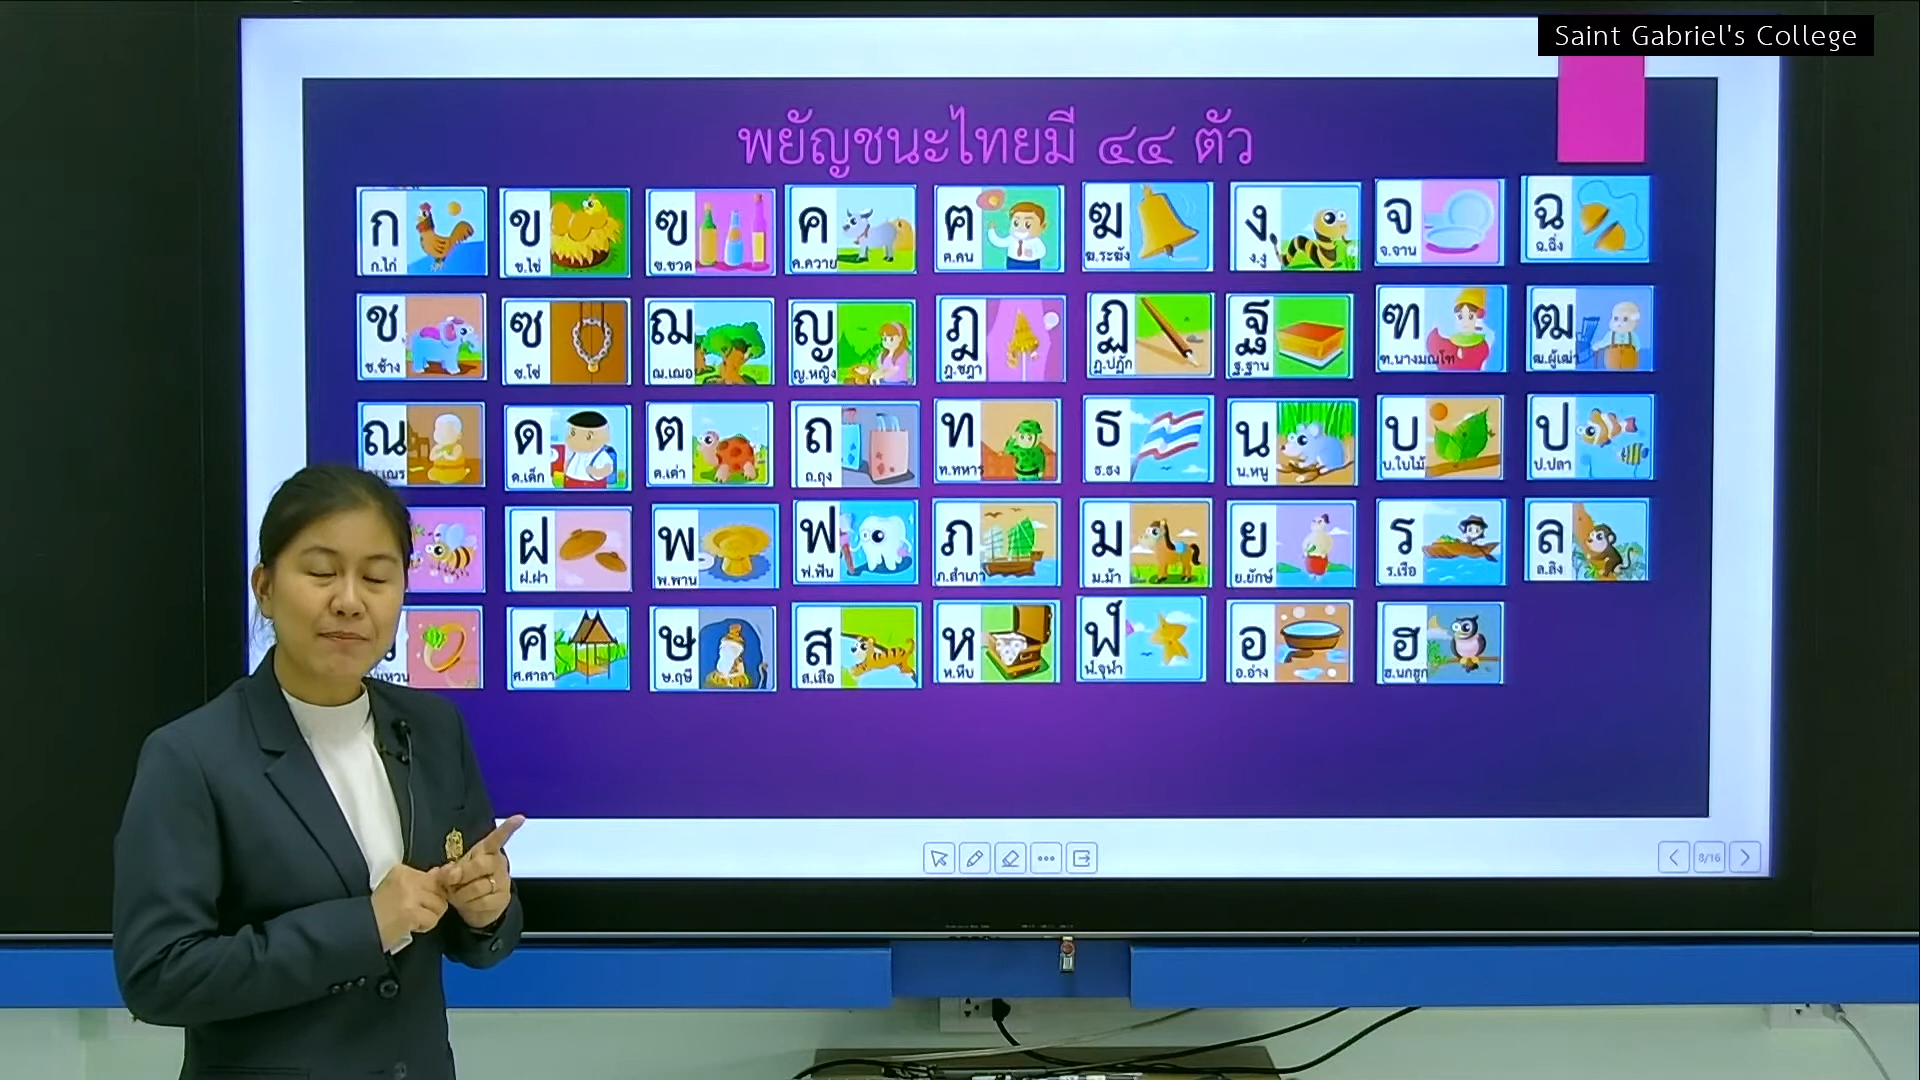 Saint Gabriel's College
พยัญชนะไทยมี ๔๔ ตัว
ก ข ฃ ค ฅ ฆ ง จ ฉ
ก.ไก่ ข.ไข่ ฃ.ขวด ค.ควาย ฅ.คน ฆ.ระฆัง ง.งู จ.จาน ฉ.ฉิ่ง
ช ซ ฌ ญ ฎ ฏ ฐ ฑ ฒ
ช.ช้าง ซ.โซ่ ฌ.เฌอ ญ.หญิง ฎ.ชฎา ฏ.ปฏัก ฐ.ฐาน ฑ.นางมณโฑ ฒ.ผู้เฒ่า
ณ ด ต ถ ท ธ น บ ป
ด.เด็ก ต.เต่า ถ.ถุง ท.ทหาร ธ.ธง น.หนู บ.ใบไม้ ป.ปลา
ฝ พ ฟ ภ ม ย ร ล
ฝ.ฝา พ.พาน ฟ.ฟัน ภ.สำเภา ม.ม้า ย.ยักษ์ ร.เรือ ล.ลิง
ศ ษ ส ห ฬ อ ฮ
ศ.ศาลา ษ.ฤษี ส.เสือ ห.หีบ ฬ.จุฬา อ.อ่าง ฮ.นกฮูก
8/16